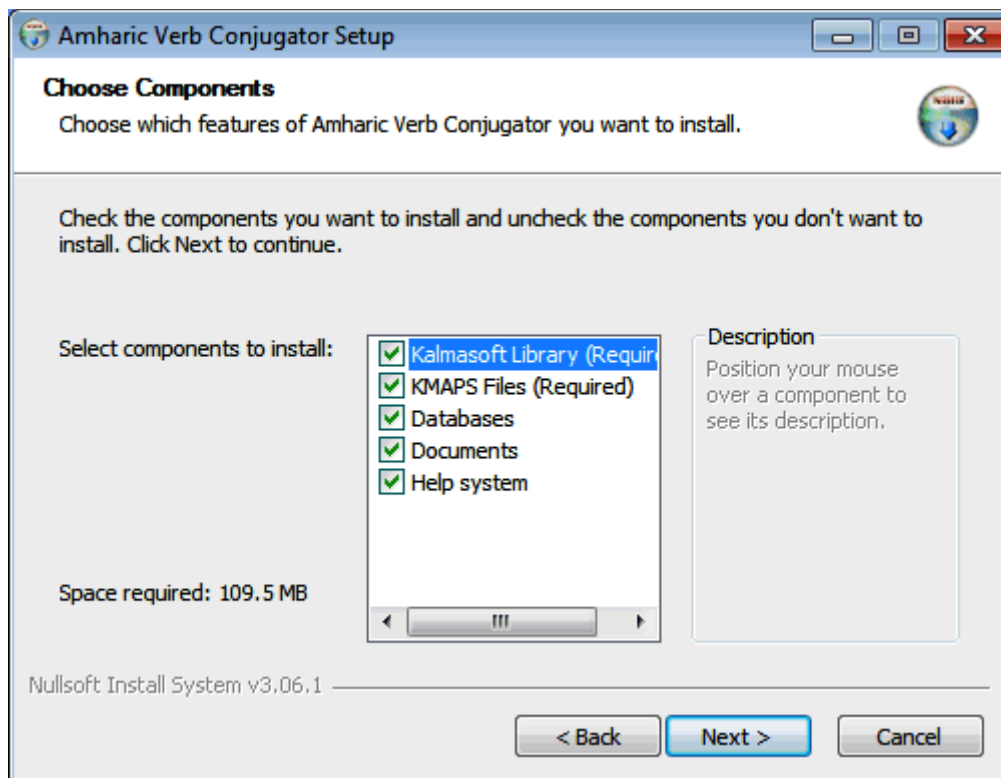 Amharic Verb Conjugator Setup
Choose Components
Choose which features of Amharic Verb Conjugator you want to install.
Check the components you want to install and uncheck the components you don't want to
install. Click Next to continue.
Select components to install:
Kalmasoft Library (Requir
KMAPS Files (Required)
Databases
Documents
Help system
Description
Position your mouse
over a component to
see its description.
Space required: 109.5 MB
Nullsoft Install System v3.06.1
< Back
Next >
Cancel